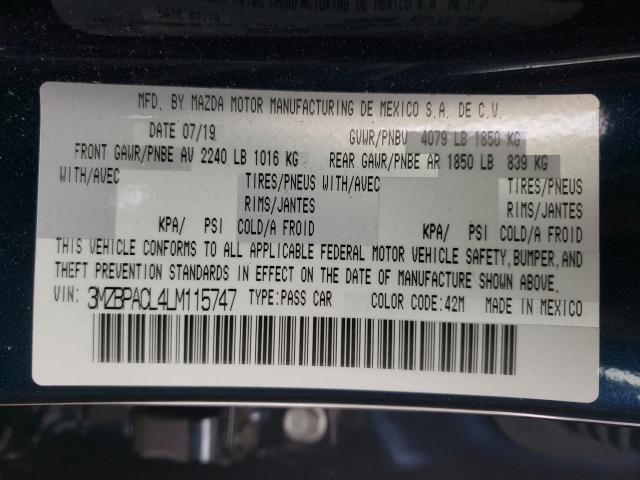 MFD. BY MAZDA MOTOR MANUFACTURING DE MEXICO S.A. DE C.V.
DATE 07/19 GVWR/PNBV 4079 LB 1850 KG
FRONT GAWR/PNBE AV 2240 LB 1016 KG REAR GAWR/PNBE AR 1850 LB 839 KG
WITH/AVEC TIRES/PNEUS WITH/AVEC TIRES/PNEUS
RIMS/JANTES RIMS/JANTES
KPA/ PSI COLD/A FROID KPA/ PSI COLD/A FROID
THIS VEHICLE CONFORMS TO ALL APPLICABLE FEDERAL MOTOR VEHICLE SAFETY, BUMPER, AND
THEFT PREVENTION STANDARDS IN EFFECT ON THE DATE OF MANUFACTURE SHOWN ABOVE.
VIN: 3MZBPACL4LM115747 TYPE:PASS CAR COLOR CODE:42M MADE IN MEXICO